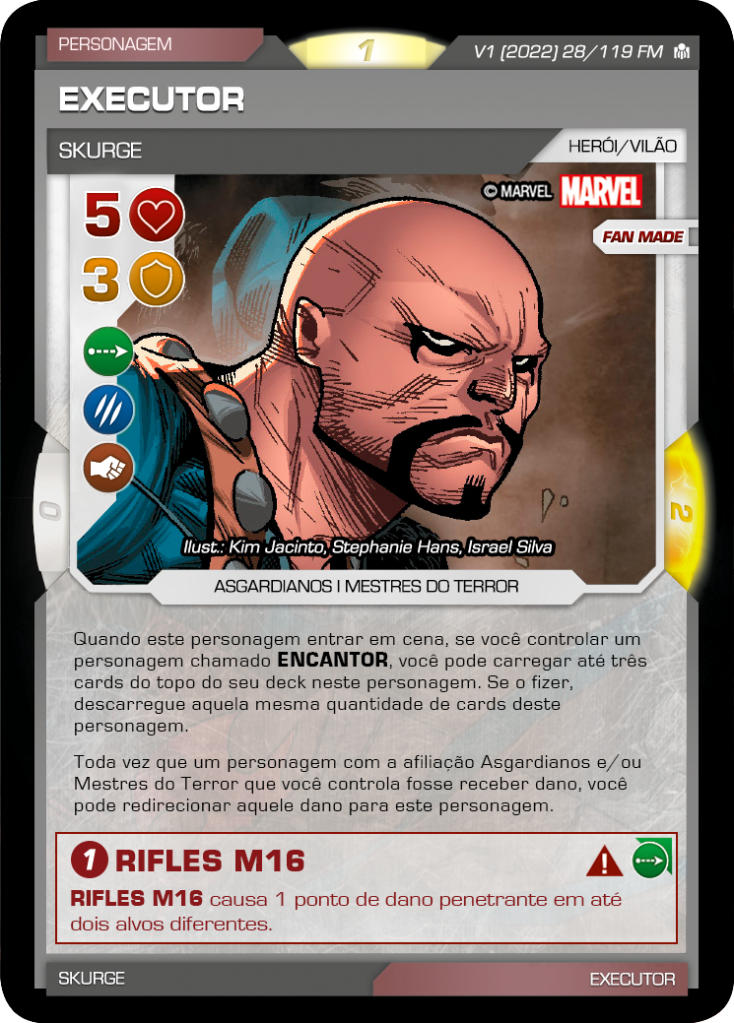 PERSONAGEM
1
V1 (2022) 28/119 FM
EXECUTOR
SKURGE
HERÓI/VILÃO
5
© MARVEL MARVEL
FAN MADE
3
0
2
Ilust.: Kim Jacinto, Stephanie Hans, Israel Silva
ASGARDIANOS | MESTRES DO TERROR
Quando este personagem entrar em cena, se você controlar um
personagem chamado ENCANTOR, você pode carregar até três
cards do topo do seu deck neste personagem. Se o fizer,
descarregue aquela mesma quantidade de cards deste
personagem.
Toda vez que um personagem com a afiliação Asgardianos e/ou
Mestres do Terror que você controla fosse receber dano, você
pode redirecionar aquele dano para este personagem.
1 RIFLES M16
RIFLES M16 causa 1 ponto de dano penetrante em até
dois alvos diferentes.
SKURGE
EXECUTOR